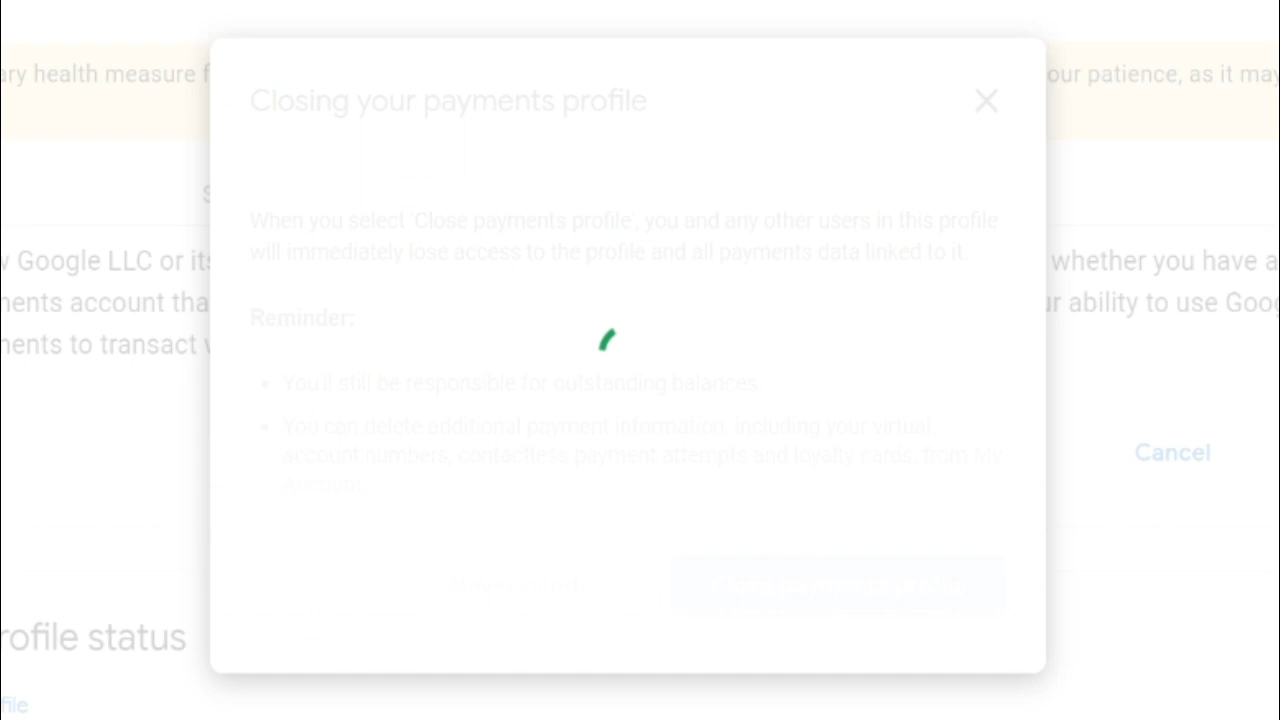 ary health measure f
our patience, as it may
Closing your payments profile
When you select 'Close payments profile', you and any other users in this profile
will immediately lose access to the profile and all payments data linked to it.
Google LLC or its
whether you have a
ments account tha
ur ability to use Goog
ments to transact
Reminder:
You'll still be responsible for outstanding balances.
You can delete additional payment information, including your virtual
account numbers, contactless payment attempts and loyalty cards, from My
Account.
Cancel
Close payments profile
rofile status
file